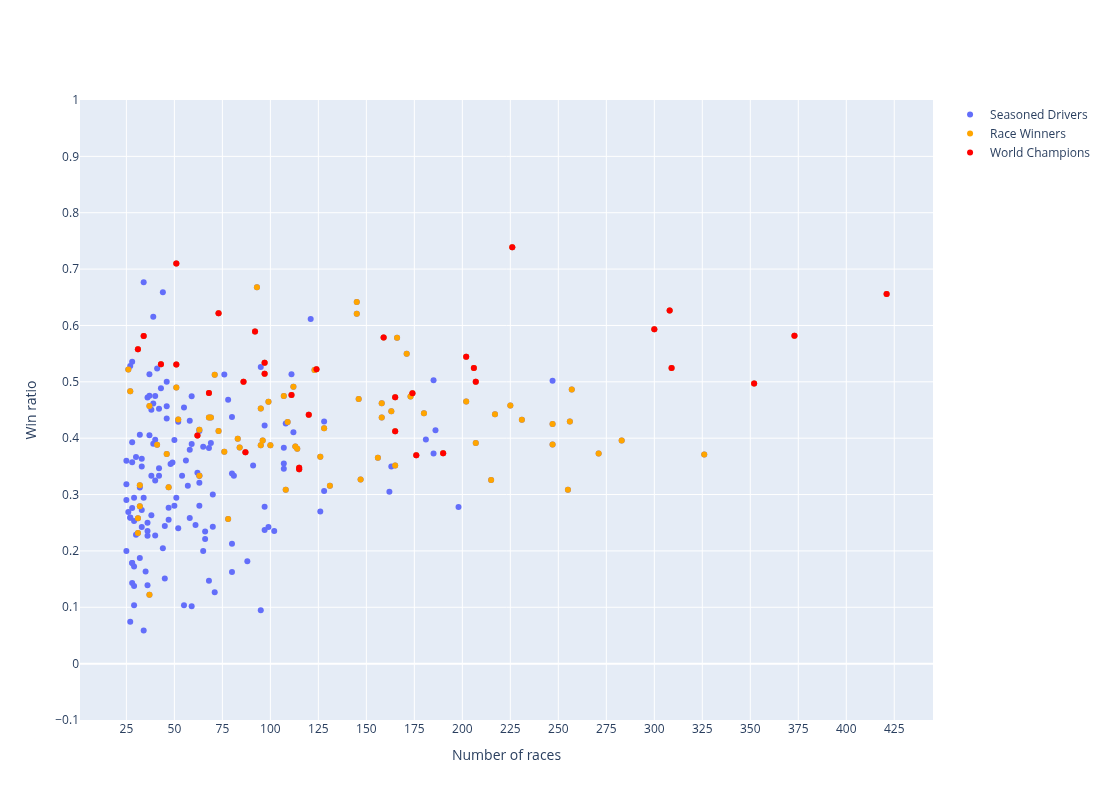 Seasoned Drivers
Race Winners
World Champions
1
0.9
0.8
0.7
0.6
0.5
0.4
0.3
0.2
0.1
0
−0.1
Win ratio
25 50 75 100 125 150 175 200 225 250 275 300 325 350 375 400 425
Number of races